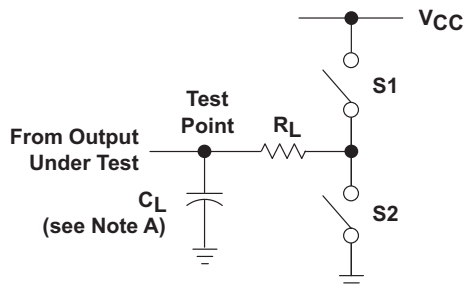 VCC
S1
Test
Point
RL
From Output
Under Test
CL
(see Note A)
S2